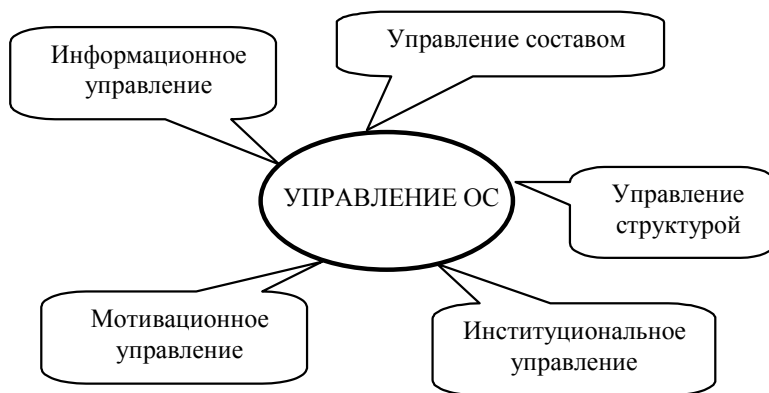 Информационное
управление
Управление составом
УПРАВЛЕНИЕ ОС
Управление
структурой
Мотивационное
управление
Институциональное
управление